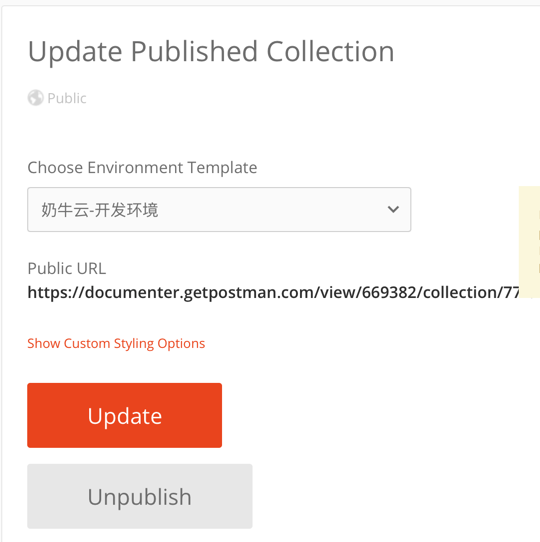 Update Published Collection
Public
Choose Environment Template
奶牛云-开发环境
Public URL
https://documenter.getpostman.com/view/669382/collection/77
Show Custom Styling Options
Update
Unpublish